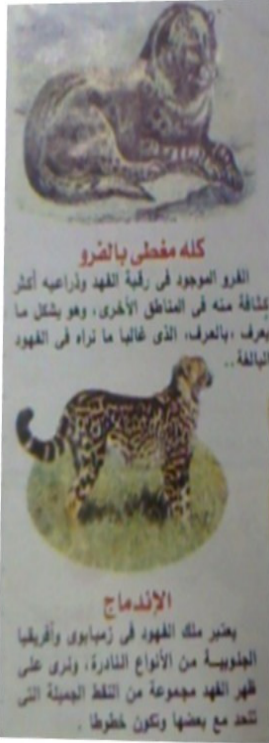 كله مغطى بالفرو
الفرو الموجود فى رقبة الفهد وذراعيه أكثر
كثافة منه فى المناطق الأخرى، وهو يشكل ما
يعرف ،بالعرف، الذى غالبا ما نراه فى الفهود
البالغة ..
الإندماج
يعتبر ملك الفهود فى زمبابوى وأفريقيا
الجنوبية من الأنواع النادرة، ونرى على
ظهر الفهد مجموعة من النقط الجميلة التى
تتحد مع بعضها وتكون خطوطا .